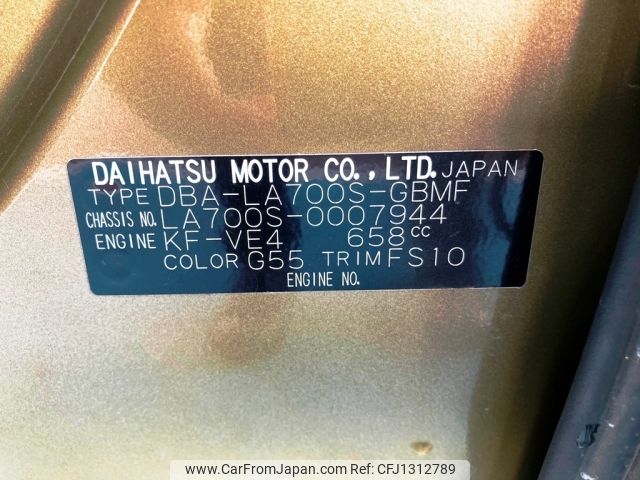 DAIHATSU MOTOR CO., LTD. JAPAN
TYPE DBA-LA700S-GBMF
CHASSIS NO. LA700S-0007944
ENGINE KF-VE4 658cc
COLOR G55 TRIM FS10
ENGINE NO.
www.CarFromJapan.com - CFJ1312789